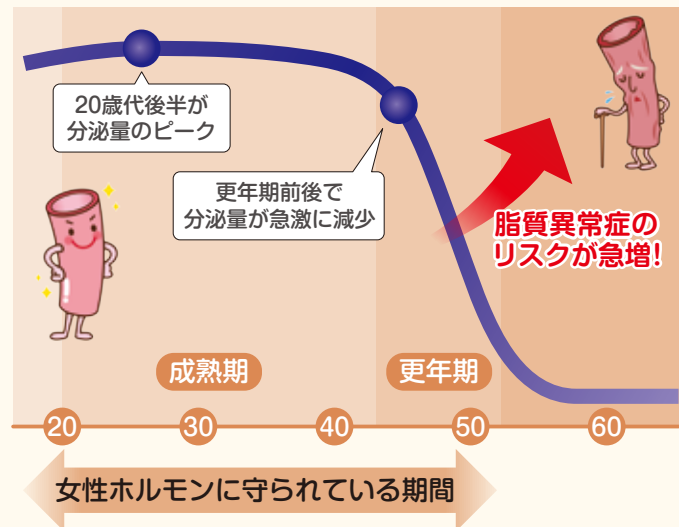 20歳代後半が
分泌量のピーク
更年期前後で
分泌量が急激に減少
脂質異常症の
リスクが急増!
成熟期
更年期
20
30
40
50
60
女性ホルモンに守られている期間